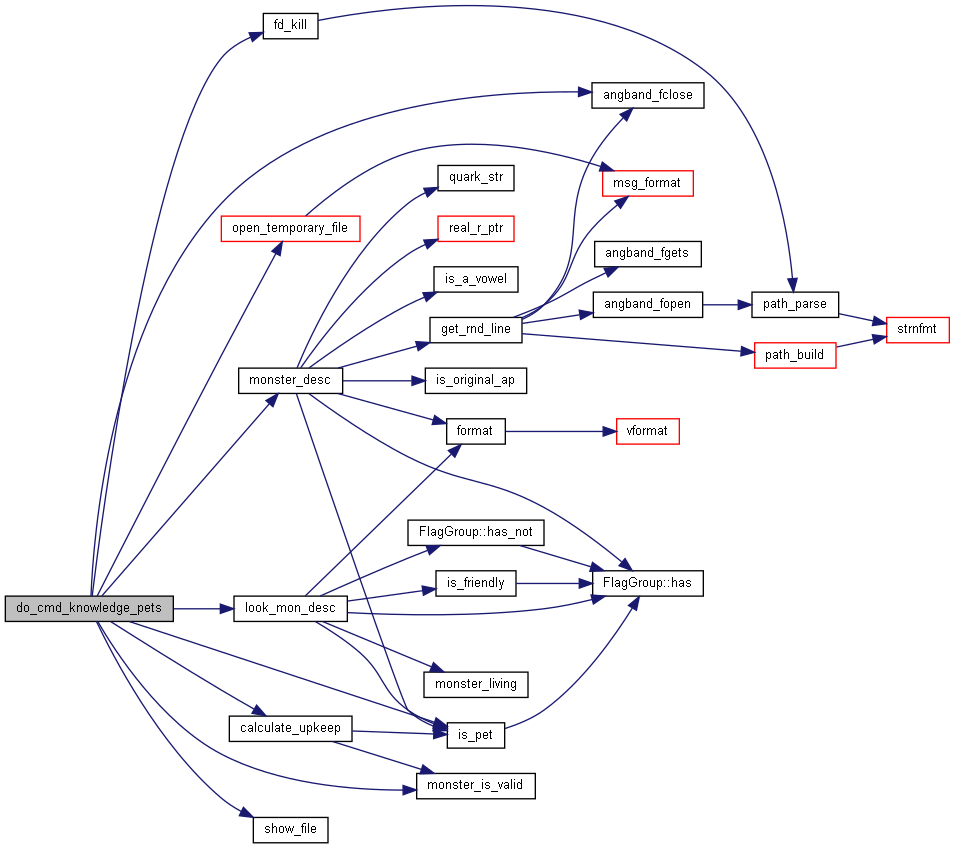 fd_kill
angband_fclose
quark_str
msg_format
open_temporary_file
real_r_ptr
angband_fgets
is_a_vowel
angband_fopen
path_parse
get_rnd_line
strnfmt
path_build
monster_desc
is_original_ap
format
vformat
FlagGroup::has_not
is_friendly
FlagGroup::has
do_cmd_knowledge_pets
look_mon_desc
monster_living
calculate_upkeep
is_pet
monster_is_valid
show_file